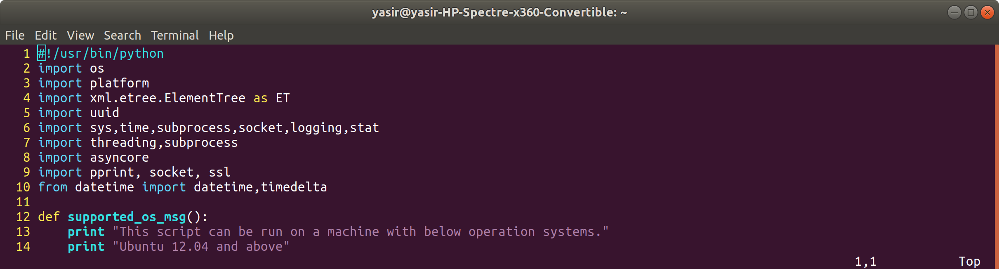 yasir@yasir-HP-Spectre-x360-Convertible: ~
File Edit View Search Terminal Help
1 #!/usr/bin/python
2 import os
3 import platform
4 import xml.etree.ElementTree as ET
5 import uuid
6 import sys,time,subprocess,socket,logging,stat
7 import threading,subprocess
8 import asyncore
9 import pprint, socket, ssl
10 from datetime import datetime,timedelta
11
12 def supported_os_msg():
13     print "This script can be run on a machine with below operation systems."
14     print "Ubuntu 12.04 and above"
1,1 Top